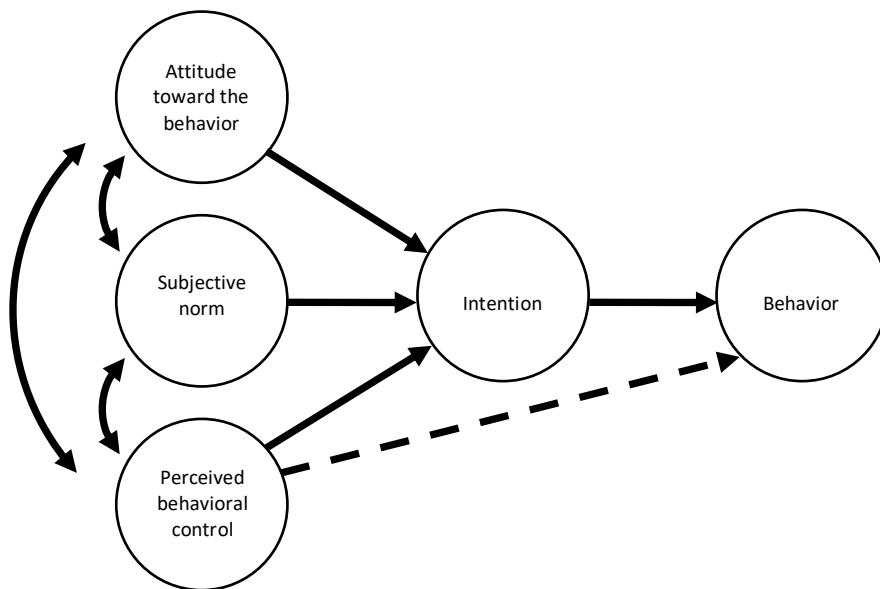 Attitude
toward the
behavior
Subjective
norm
Intention
Behavior
Perceived
behavioral
control